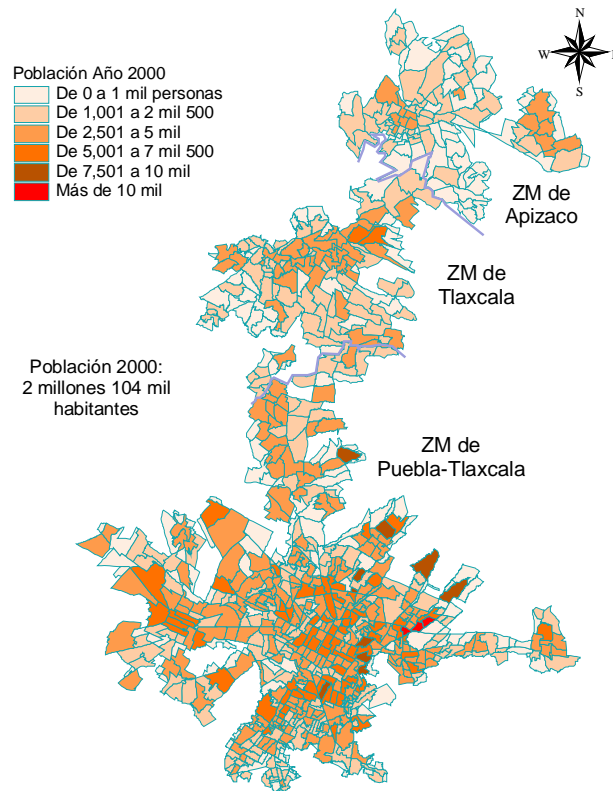 N
W
E
S
Población Año 2000
De 0 a 1 mil personas
De 1,001 a 2 mil 500
De 2,501 a 5 mil
De 5,001 a 7 mil 500
De 7,501 a 10 mil
Más de 10 mil
ZM de
Apizaco
ZM de
Tlaxcala
Población 2000:
2 millones 104 mil
habitantes
ZM de
Puebla-Tlaxcala